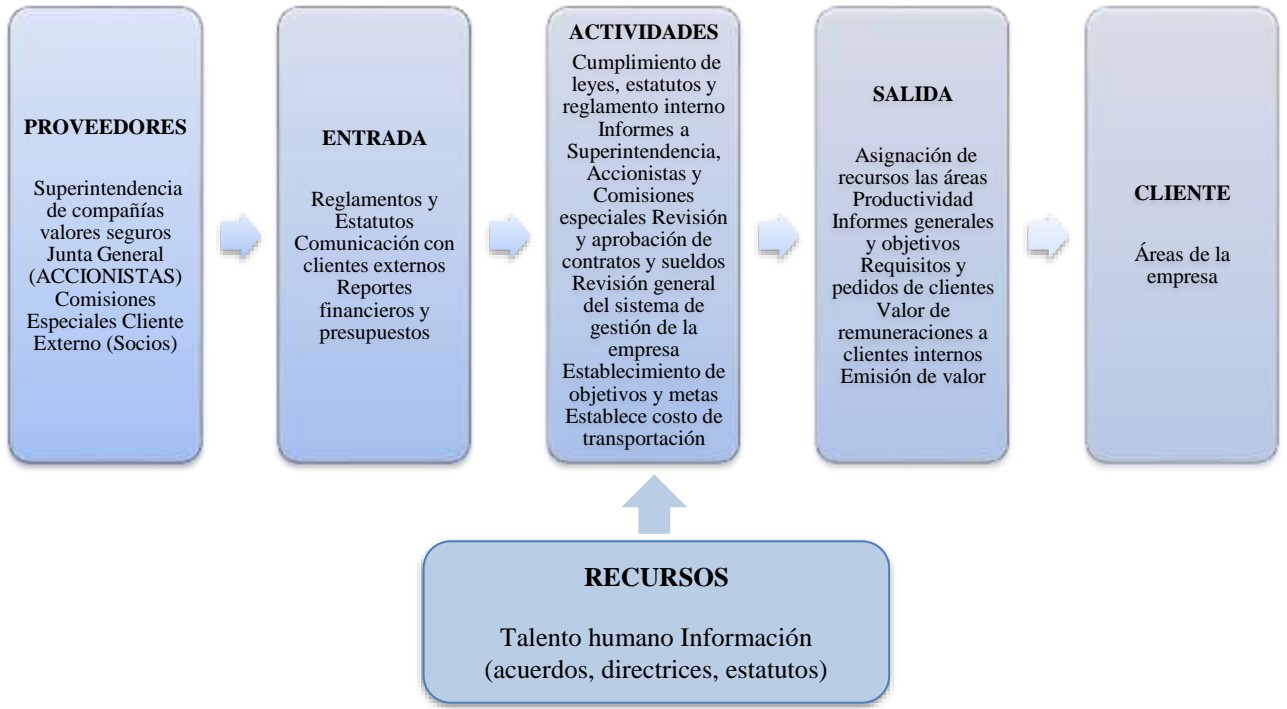 PROVEEDORES
Superintendencia
de compañías
valores seguros
Junta General
(ACCIONISTAS)
Comisiones
Especiales Cliente
Externo (Socios)
ENTRADA
Reglamentos y
Estatutos
Comunicación con
clientes externos
Reportes
financieros y
presupuestos
ACTIVIDADES
Cumplimiento de
leyes, estatutos y
reglamento interno
Informes a
Superintendencia,
Accionistas y
Comisiones
especiales Revisión
y aprobación de
contratos y sueldos
Revisión general
del sistema de
gestión de la
empresa
Establecimiento de
objetivos y metas
Establece costo de
transportación
SALIDA
Asignación de
recursos las áreas
Productividad
Informes generales
y objetivos
Requisitos y
pedidos de clientes
Valor de
remuneraciones a
clientes internos
Emisión de valor
CLIENTE
Áreas de la
empresa
RECURSOS
Talento humano Información
(acuerdos, directrices, estatutos)